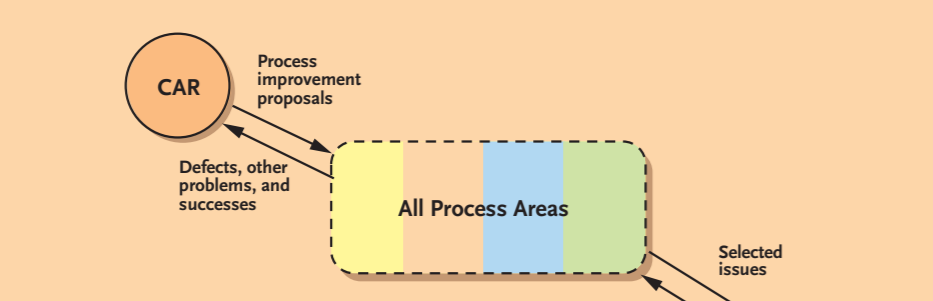 CAR
Process
improvement
proposals
Defects, other
problems, and
successes
All Process Areas
Selected
issues